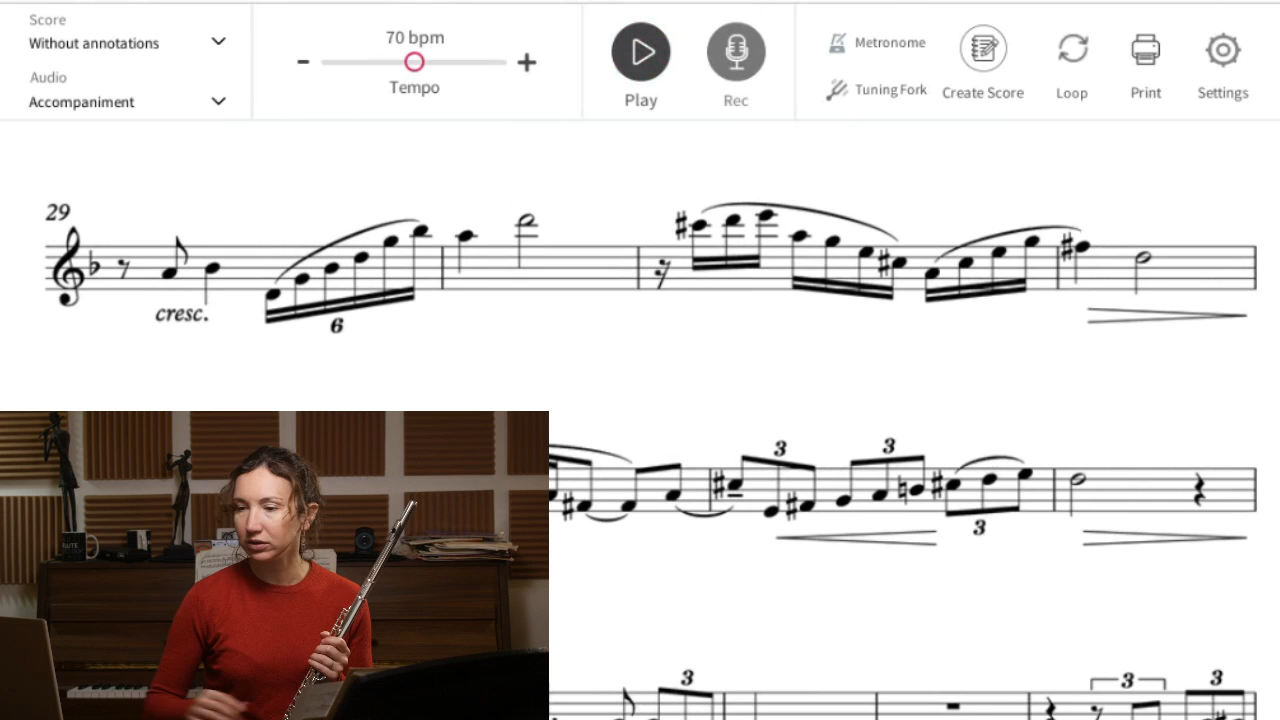 Score
Without annotations
Audio
Accompaniment
70 bpm
Tempo
Play
Rec
Metronome
Tuning Fork
Create Score
Loop
Print
Settings
29
cresc.
6
3
3
3
3
3
3